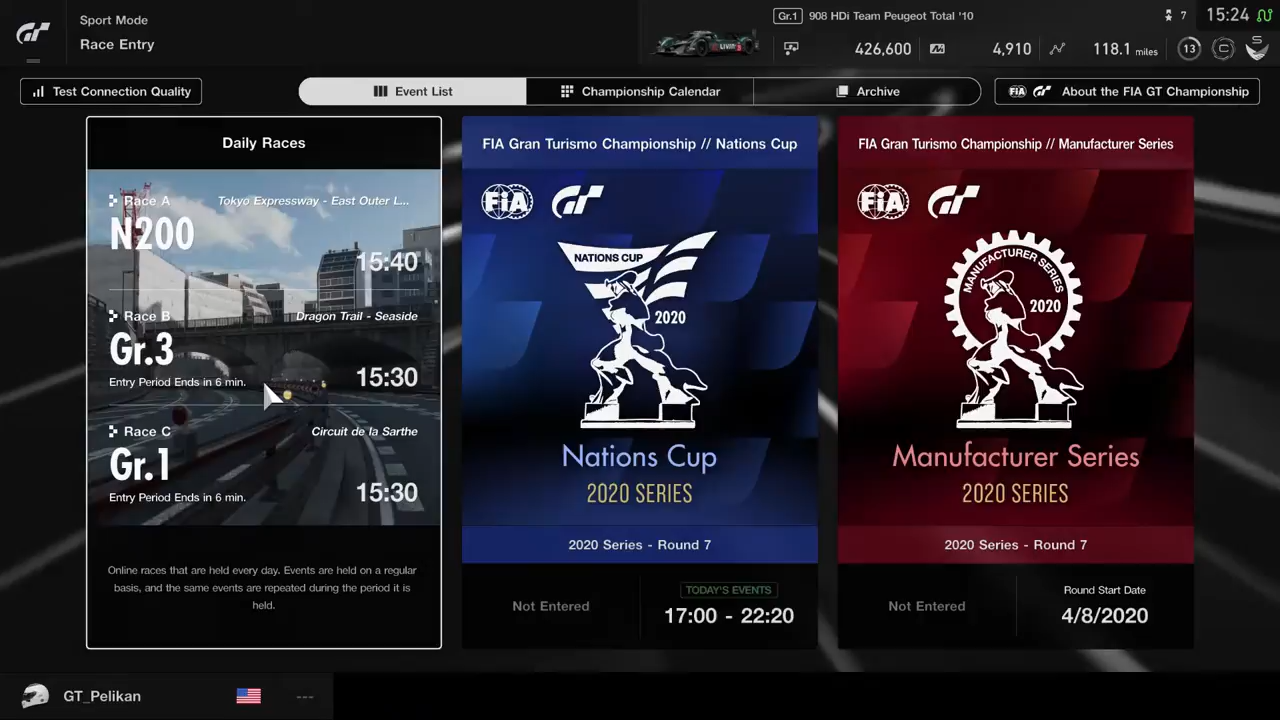 Sport Mode
Race Entry
Gr.1 908 HDi Team Peugeot Total '10
7
15:24
426,600
4,910
118.1 miles
13
C
S
Test Connection Quality
Event List
Championship Calendar
Archive
FIA GT About the FIA GT Championship
Daily Races
Race A
Tokyo Expressway - East Outer L...
N200
15:40
Race B
Dragon Trail - Seaside
Gr.3
Entry Period Ends in 6 min.
15:30
Race C
Circuit de la Sarthe
Gr.1
Entry Period Ends in 6 min.
15:30
Online races that are held every day. Events are held on a regular
basis, and the same events are repeated during the period it is
held.
FIA Gran Turismo Championship // Nations Cup
FIA GT
NATIONS CUP
2020
Nations Cup
2020 SERIES
2020 Series - Round 7
Not Entered
TODAY'S EVENTS
17:00 - 22:20
FIA Gran Turismo Championship // Manufacturer Series
FIA GT
MANUFACTURER SERIES
2020
Manufacturer Series
2020 SERIES
2020 Series - Round 7
Not Entered
Round Start Date
4/8/2020
GT_Pelikan
---